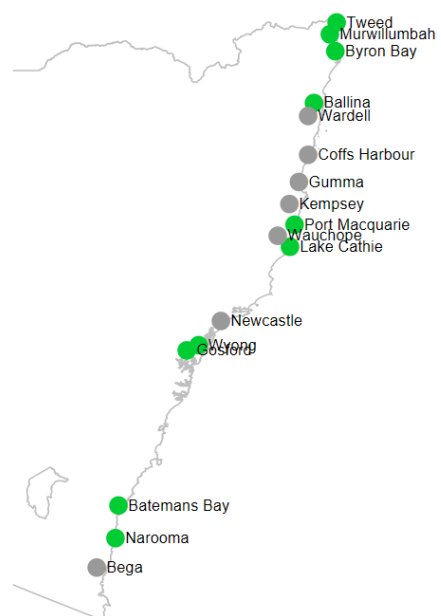 Tweed
Murwillumbah
Byron Bay
Ballina
Wardell
Coffs Harbour
Gumma
Kempsey
Port Macquarie
Wauchope
Lake Cathie
Newcastle
Wyong
Gosford
Batemans Bay
Narooma
Bega